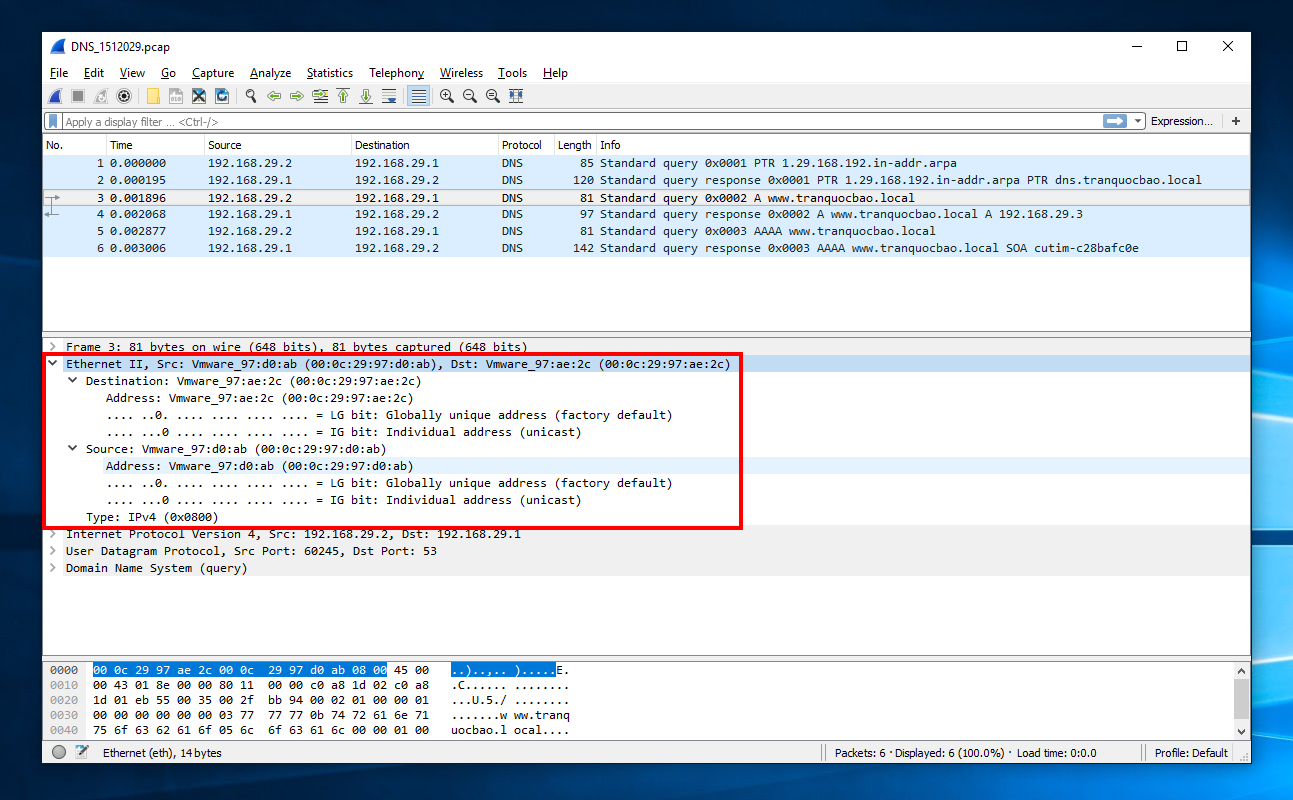 DNS_1512029.pcap
File Edit View Go Capture Analyze Statistics Telephony Wireless Tools Help
Apply a display filter ... <Ctrl-/> Expression... +
No. Time Source Destination Protocol Length Info
1 0.000000 192.168.29.2 192.168.29.1 DNS 85 Standard query 0x0001 PTR 1.29.168.192.in-addr.arpa
2 0.000195 192.168.29.1 192.168.29.2 DNS 120 Standard query response 0x0001 PTR 1.29.168.192.in-addr.arpa PTR dns.tranquocbao.local
3 0.001896 192.168.29.2 192.168.29.1 DNS 81 Standard query 0x0002 A www.tranquocbao.local
4 0.002068 192.168.29.1 192.168.29.2 DNS 97 Standard query response 0x0002 A www.tranquocbao.local A 192.168.29.3
5 0.002877 192.168.29.2 192.168.29.1 DNS 81 Standard query 0x0003 AAAA www.tranquocbao.local
6 0.003006 192.168.29.1 192.168.29.2 DNS 142 Standard query response 0x0003 AAAA www.tranquocbao.local SOA cutim-c28bafc0e
Frame 3: 81 bytes on wire (648 bits), 81 bytes captured (648 bits)
Ethernet II, Src: Vmware_97:d0:ab (00:0c:29:97:d0:ab), Dst: Vmware_97:ae:2c (00:0c:29:97:ae:2c)
Destination: Vmware_97:ae:2c (00:0c:29:97:ae:2c)
Address: Vmware_97:ae:2c (00:0c:29:97:ae:2c)
.... ..0. .... .... .... .... = LG bit: Globally unique address (factory default)
.... ...0 .... .... .... .... = IG bit: Individual address (unicast)
Source: Vmware_97:d0:ab (00:0c:29:97:d0:ab)
Address: Vmware_97:d0:ab (00:0c:29:97:d0:ab)
.... ..0. .... .... .... .... = LG bit: Globally unique address (factory default)
.... ...0 .... .... .... .... = IG bit: Individual address (unicast)
Type: IPv4 (0x0800)
Internet Protocol Version 4, Src: 192.168.29.2, Dst: 192.168.29.1
User Datagram Protocol, Src Port: 60245, Dst Port: 53
Domain Name System (query)
0000 00 0c 29 97 ae 2c 00 0c 29 97 d0 ab 08 00 45 00 ..)..,.. ).....E.
0010 00 43 01 8e 00 00 80 11 00 00 c0 a8 1d 02 c0 a8 .C...... ........
0020 1d 01 eb 55 00 35 00 2f bb 94 00 02 01 00 00 01 ...U.5./ ........
0030 00 00 00 00 00 00 03 77 77 77 0b 74 72 61 6e 71 .......w ww.tranq
0040 75 6f 63 62 61 6f 05 6c 6f 63 61 6c 00 00 01 00 uocbao.l ocal....
Ethernet (eth), 14 bytes Packets: 6 · Displayed: 6 (100.0%) · Load time: 0:0.0 Profile: Default